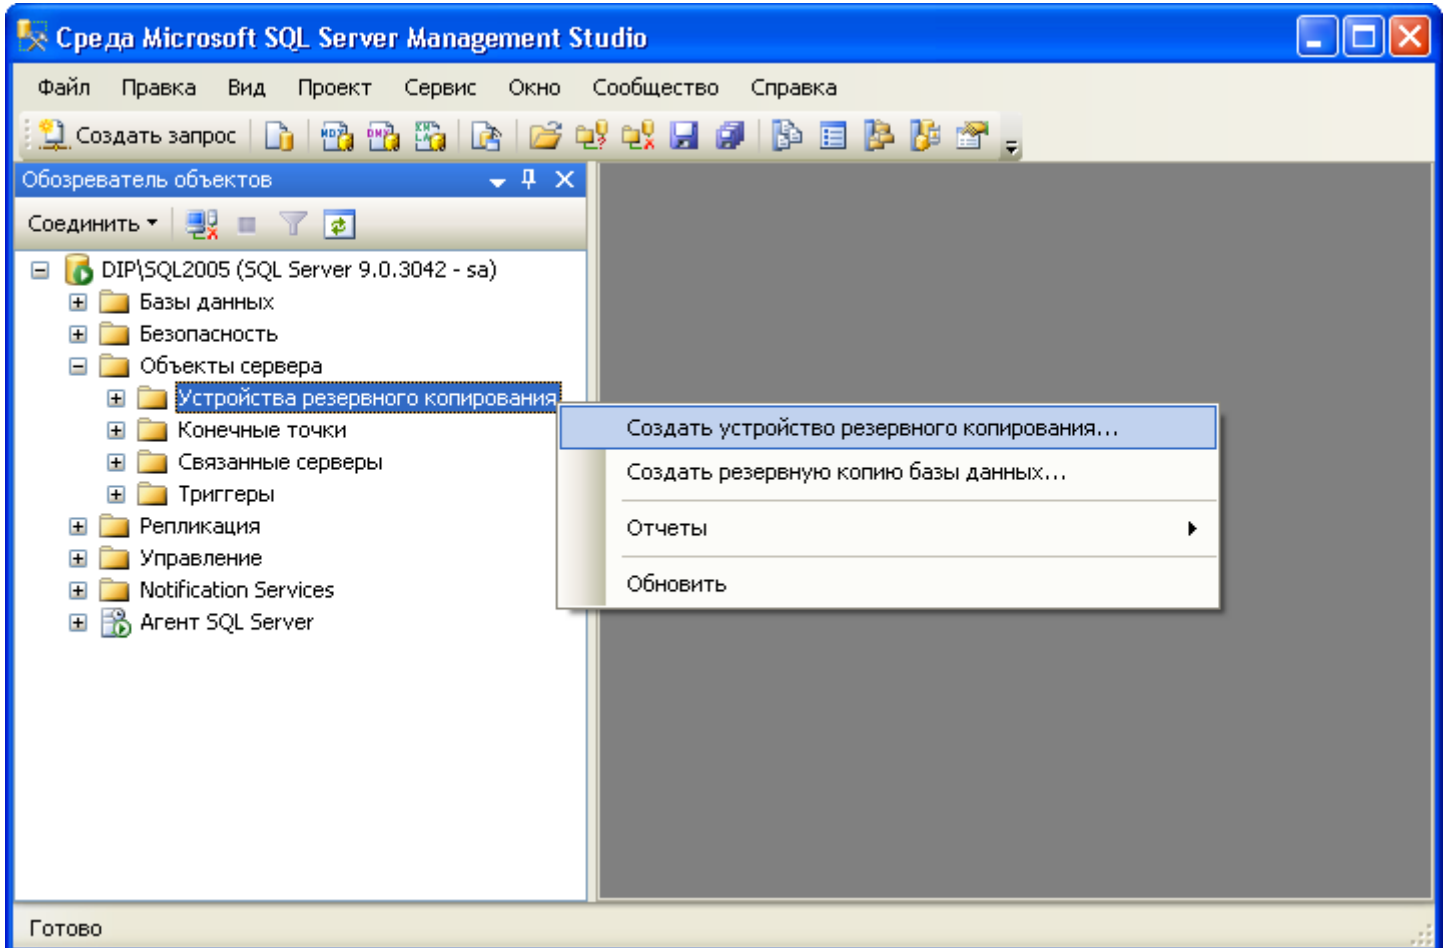 Среда Microsoft SQL Server Management Studio
Файл Правка Вид Проект Сервис Окно Сообщество Справка
Создать запрос
Обозреватель объектов
Соединить
DIP\SQL2005 (SQL Server 9.0.3042 - sa)
Базы данных
Безопасность
Объекты сервера
Устройства резервного копирования
Конечные точки
Связанные серверы
Триггеры
Репликация
Управление
Notification Services
Агент SQL Server
Создать устройство резервного копирования...
Создать резервную копию базы данных...
Отчеты
Обновить
Готово